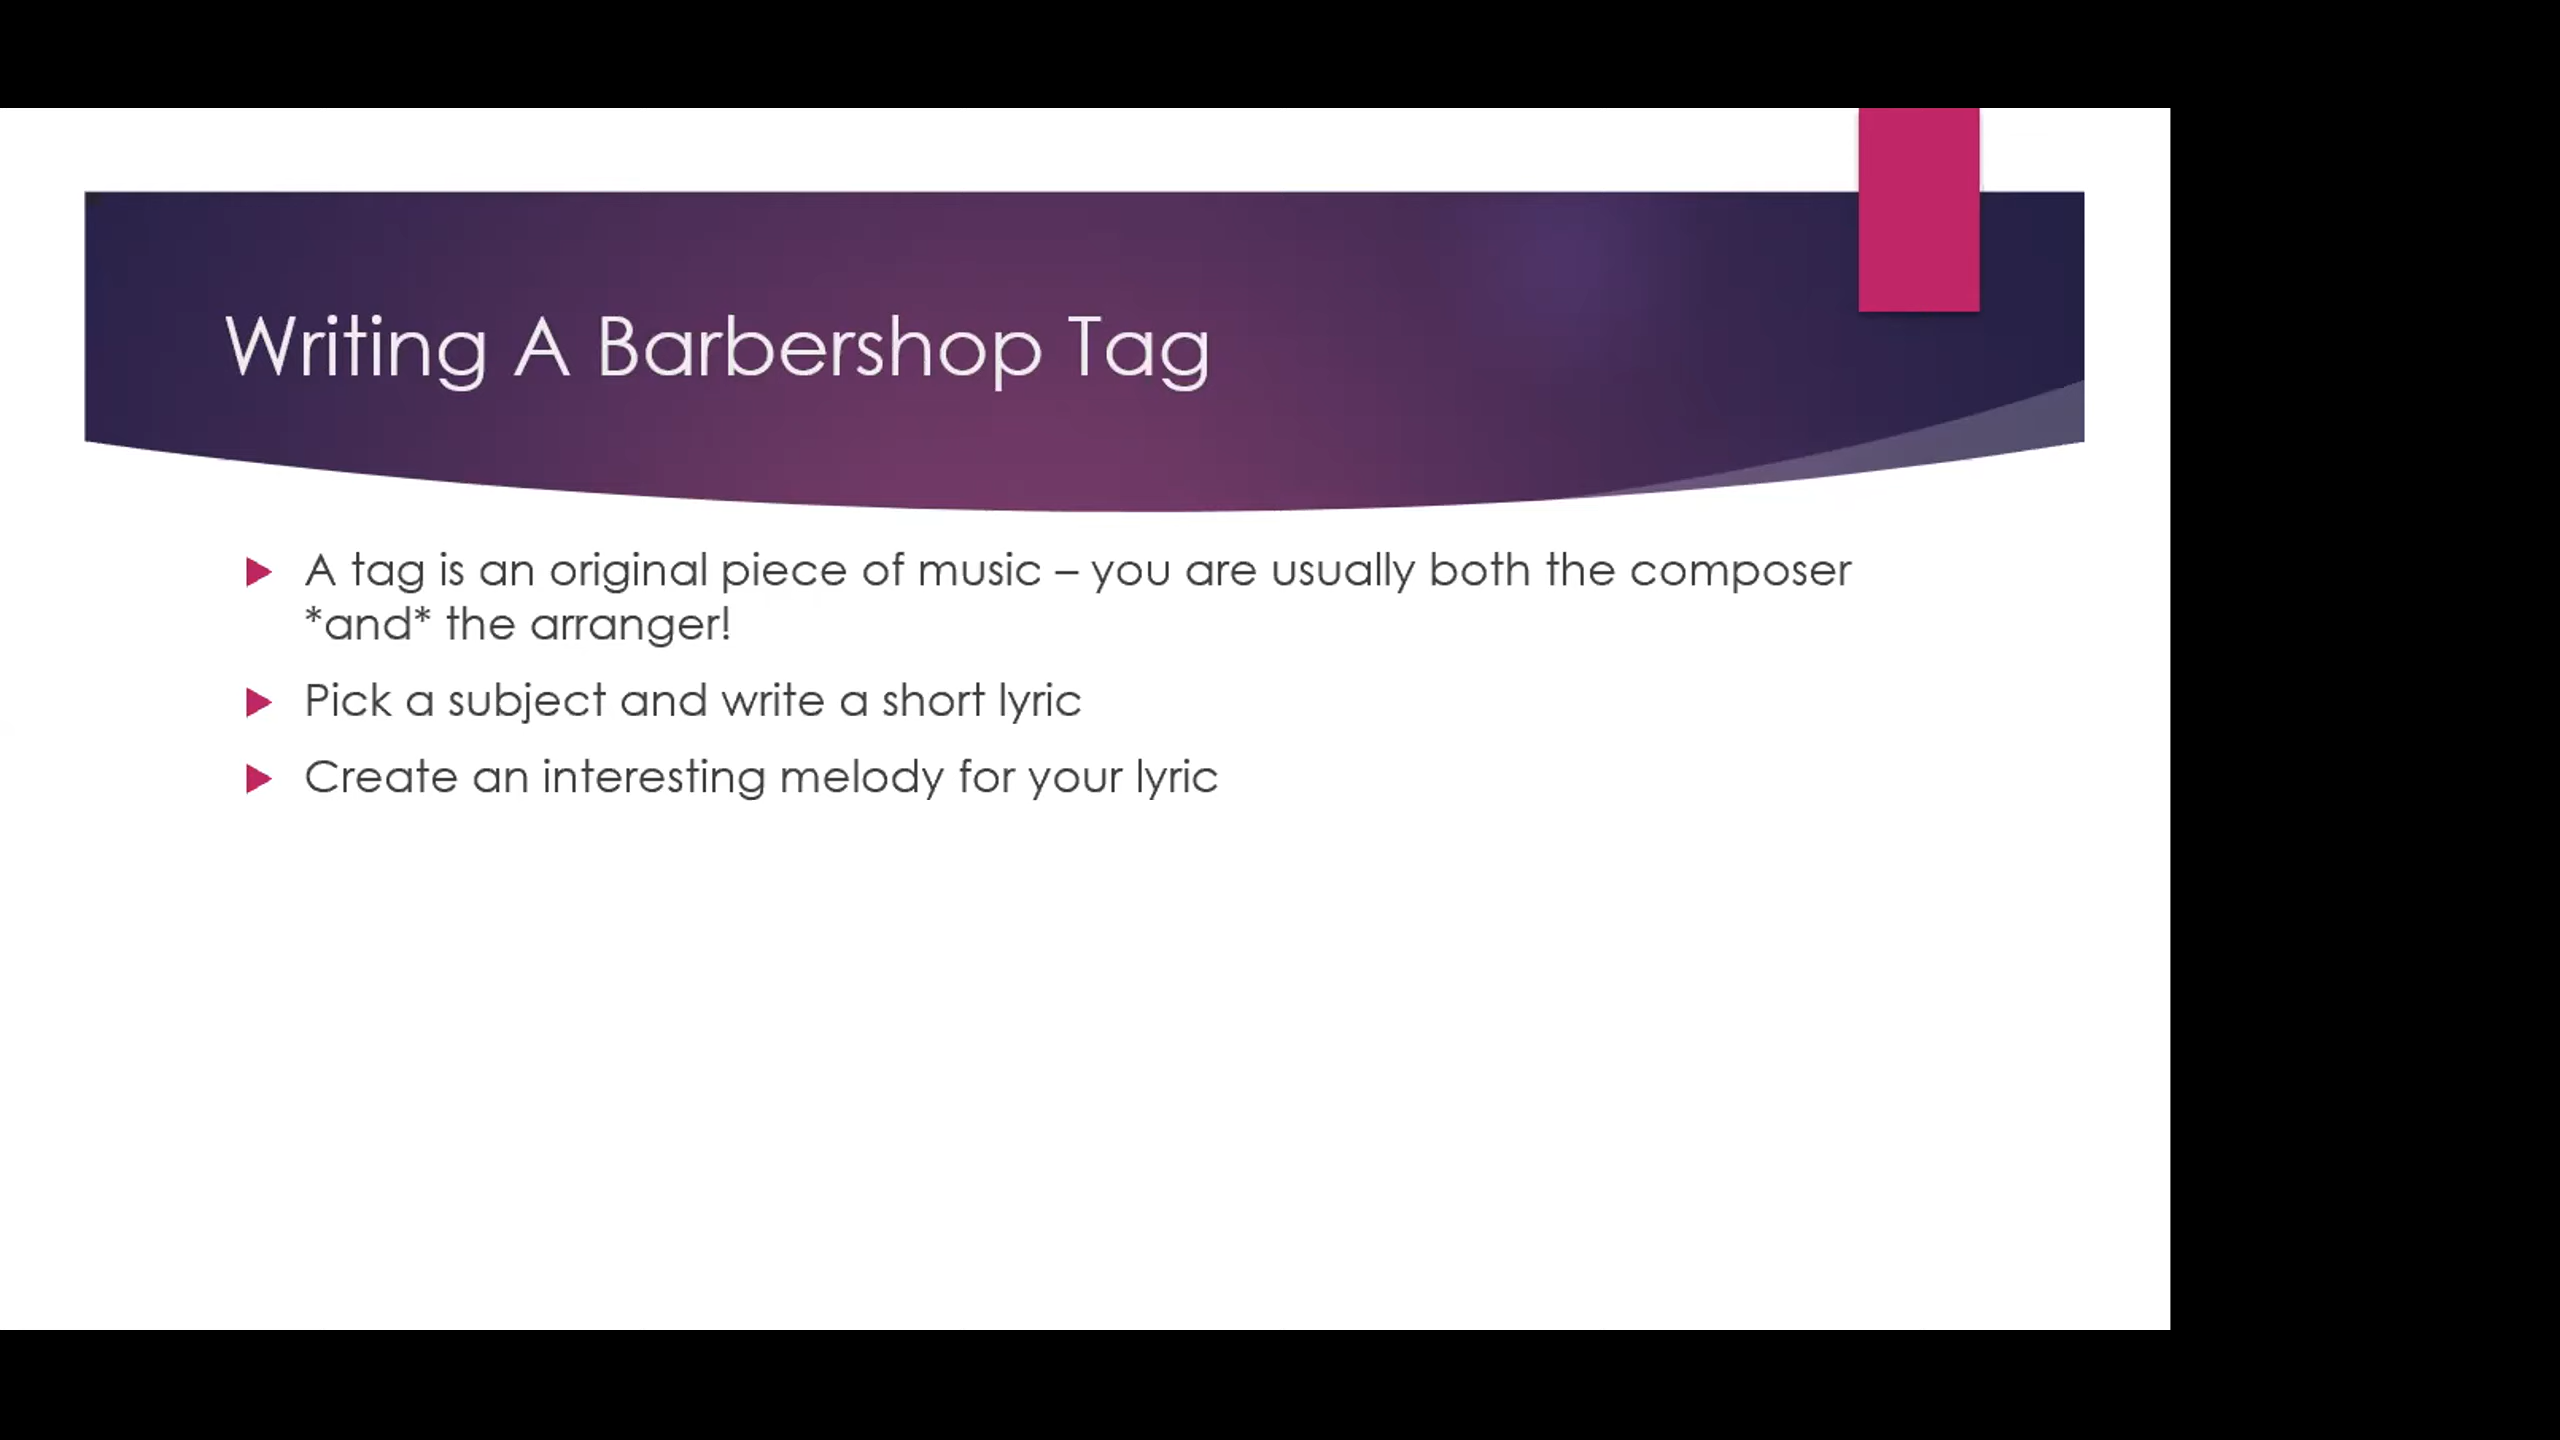 Writing A Barbershop Tag
A tag is an original piece of music – you are usually both the composer
*and* the arranger!
Pick a subject and write a short lyric
Create an interesting melody for your lyric